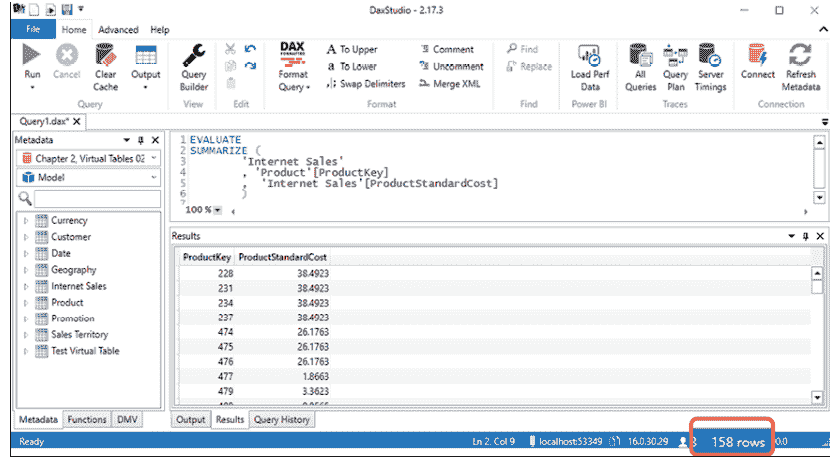 DaxStudio - 2.17.3
File Home Advanced Help
Run Cancel Clear Cache Output Query Builder DAX FORMATTER Format Query
To Upper Comment Find
To Lower Uncomment Replace
Swap Delimiters Merge XML
Load Perf Data All Queries Query Plan Server Timings Connect Refresh Metadata
Query View Edit Format Find Power BI Traces Connection
Query1.dax*
Metadata
Chapter 2, Virtual Tables 02
Model
Currency
Customer
Date
Geography
Internet Sales
Product
Promotion
Sales Territory
Test Virtual Table
Metadata Functions DMV
1 EVALUATE
2 SUMMARIZE (
3 'Internet Sales'
4 , 'Product'[ProductKey]
5 , 'Internet Sales'[ProductStandardCost]
6 )
7
100 %
Results
ProductKey ProductStandardCost
228 38.4923
231 38.4923
234 38.4923
237 38.4923
474 26.1763
475 26.1763
476 26.1763
477 1.8663
479 3.3623
Output Results Query History
Ready Ln 2, Col 9 localhost:53349 16.0.30.29 158 rows 0.0